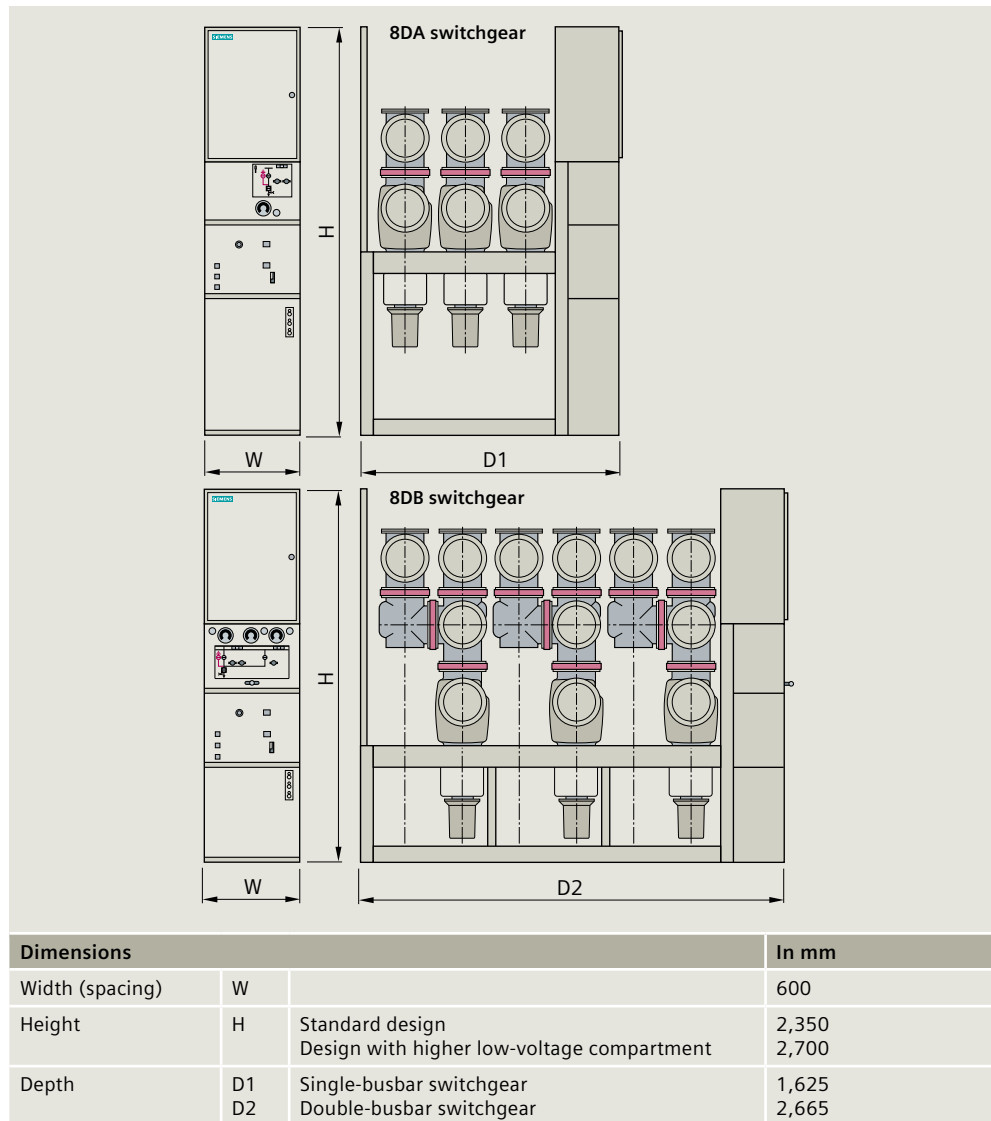 8DA switchgear
SIEMENS
H
W
D1
8DB switchgear
SIEMENS
H
W
D2
Dimensions In mm
Width (spacing) W 600
Height H Standard design 2,350
Design with higher low-voltage compartment 2,700
Depth D1 Single-busbar switchgear 1,625
D2 Double-busbar switchgear 2,665